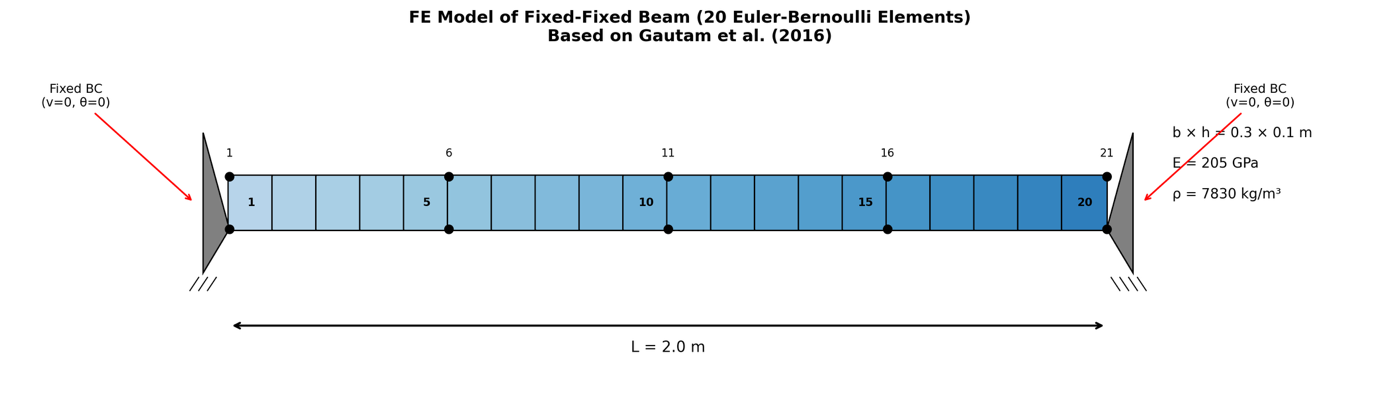 FE Model of Fixed-Fixed Beam (20 Euler-Bernoulli Elements)
Based on Gautam et al. (2016)
Fixed BC
(v=0, θ=0)
Fixed BC
(v=0, θ=0)
b × h = 0.3 × 0.1 m
E = 205 GPa
ρ = 7830 kg/m³
1 6 11 16 21
1 5 10 15 20
L = 2.0 m